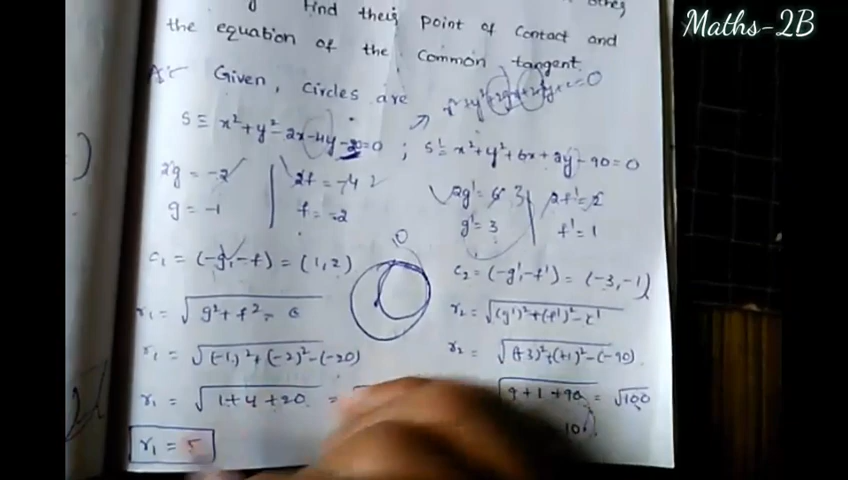 Maths-2B
Find their point of contact and
the equation of the common tangent.
Given, circles are
S ≡ x²+y²-2x-4y-20=0 ; S' ≡ x²+y²+6x+2y-90=0
2g = -2 2f = -4 2g' = 6 3 2f' = 2
g = -1 f = -2 g' = 3 f' = 1
c₁ = (-g,-f) = (1,2) c₂ = (-g',-f') = (-3,-1)
r₁ = √g²+f²- c r₂ = √(g')²+(f')²-c'
r₁ = √(-1)²+(-2)²-(-20) r₂ = √(+3)²+(+1)²-(-90)
r₁ = √1+4+20 = √9+1+90 = √100
r₁ = 5 10